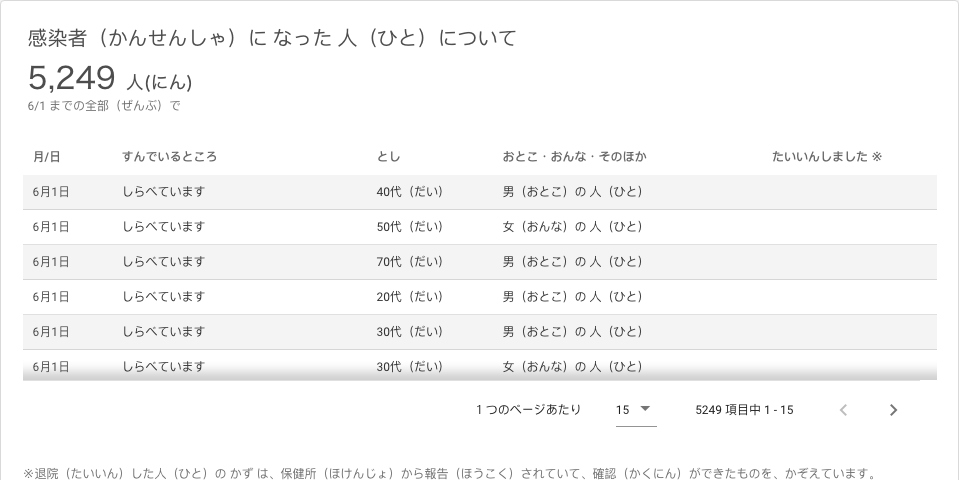 感染者（かんせんしゃ）に なった 人（ひと）について
5,249 人(にん)
6/1 までの全部（ぜんぶ）で
月/日 すんでいるところ とし おとこ・おんな・そのほか たいいんしました ※
6月1日 しらべています 40代（だい） 男（おとこ）の 人（ひと）
6月1日 しらべています 50代（だい） 女（おんな）の 人（ひと）
6月1日 しらべています 70代（だい） 男（おとこ）の 人（ひと）
6月1日 しらべています 20代（だい） 男（おとこ）の 人（ひと）
6月1日 しらべています 30代（だい） 男（おとこ）の 人（ひと）
6月1日 しらべています 30代（だい） 女（おんな）の 人（ひと）
1 つのページあたり 15 5249 項目中 1 - 15
※退院（たいいん）した人（ひと）の かず は、保健所（ほけんじょ）から報告（ほうこく）されていて、確認（かくにん）ができたものを、かぞえています。